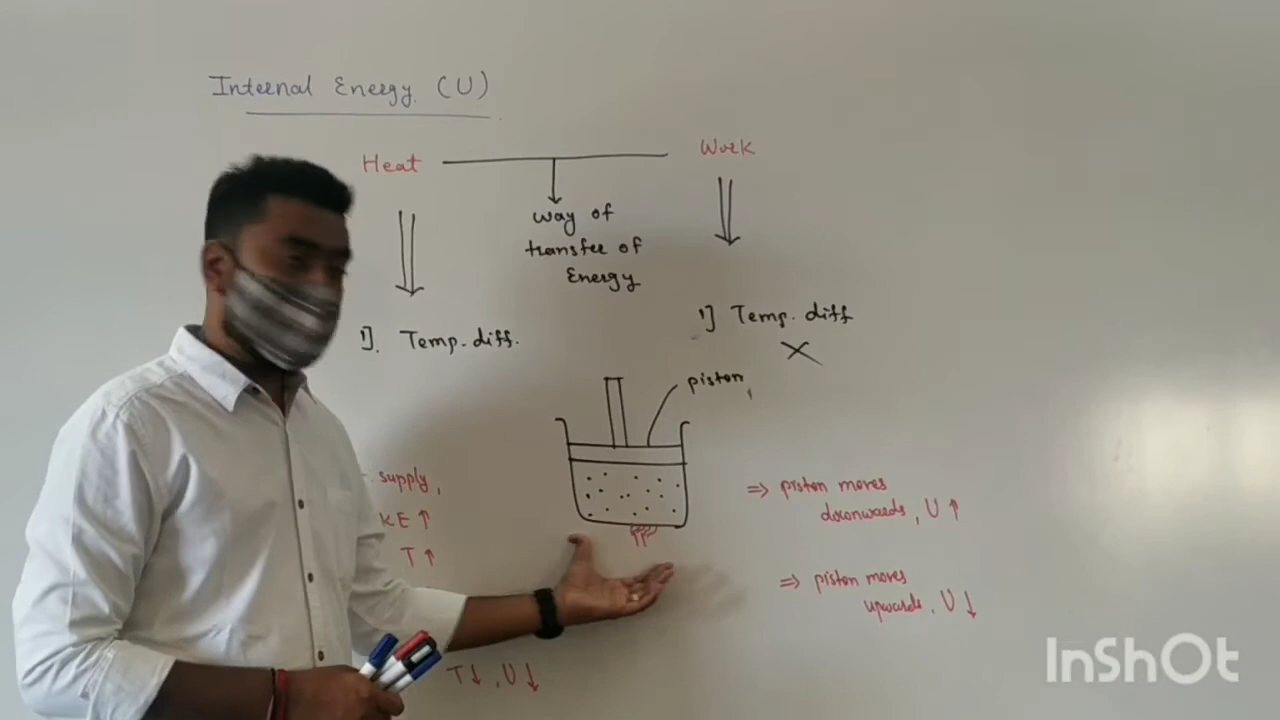 Internal Energy (U)
Heat
Work
way of
transfer of
Energy
1]. Temp. diff.
1] Temp. diff
×
piston,
supply,
KE ↑
T ↑
T↓, U↓
⇒ piston moves
downwards, U ↑
⇒ piston moves
upwards, U ↓
InShOt